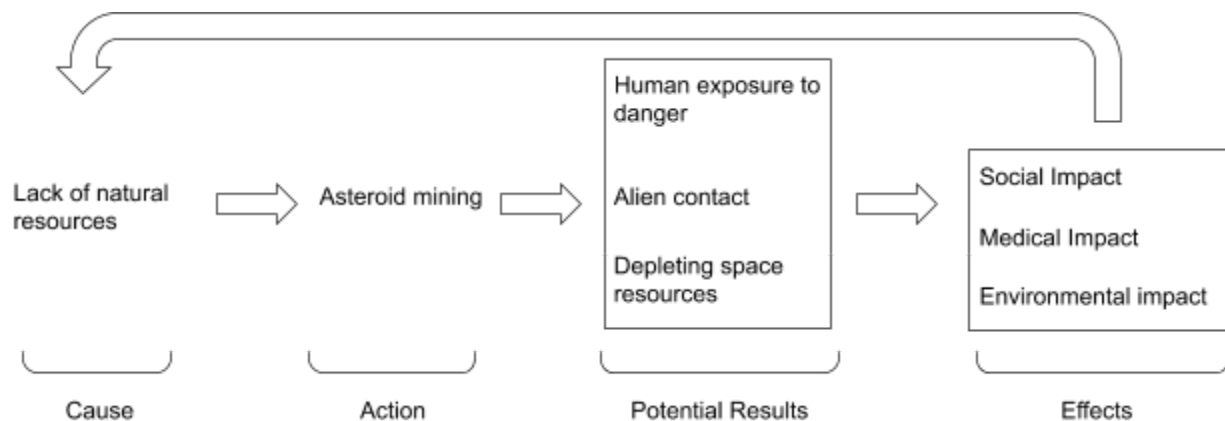 Human exposure to
danger
Lack of natural
resources
Asteroid mining
Alien contact
Depleting space
resources
Social Impact
Medical Impact
Environmental impact
Cause
Action
Potential Results
Effects